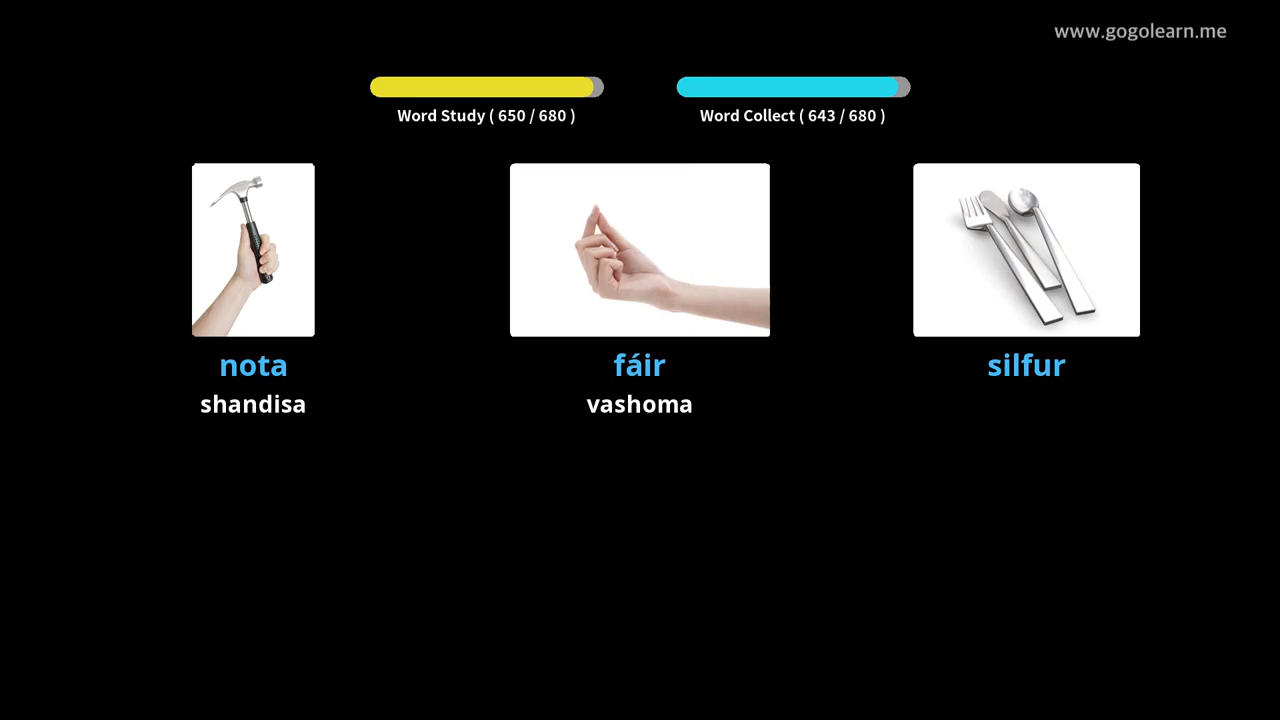 www.gogolearn.me
Word Study ( 650 / 680 )
Word Collect ( 643 / 680 )
nota
fáir
silfur
shandisa
vashoma